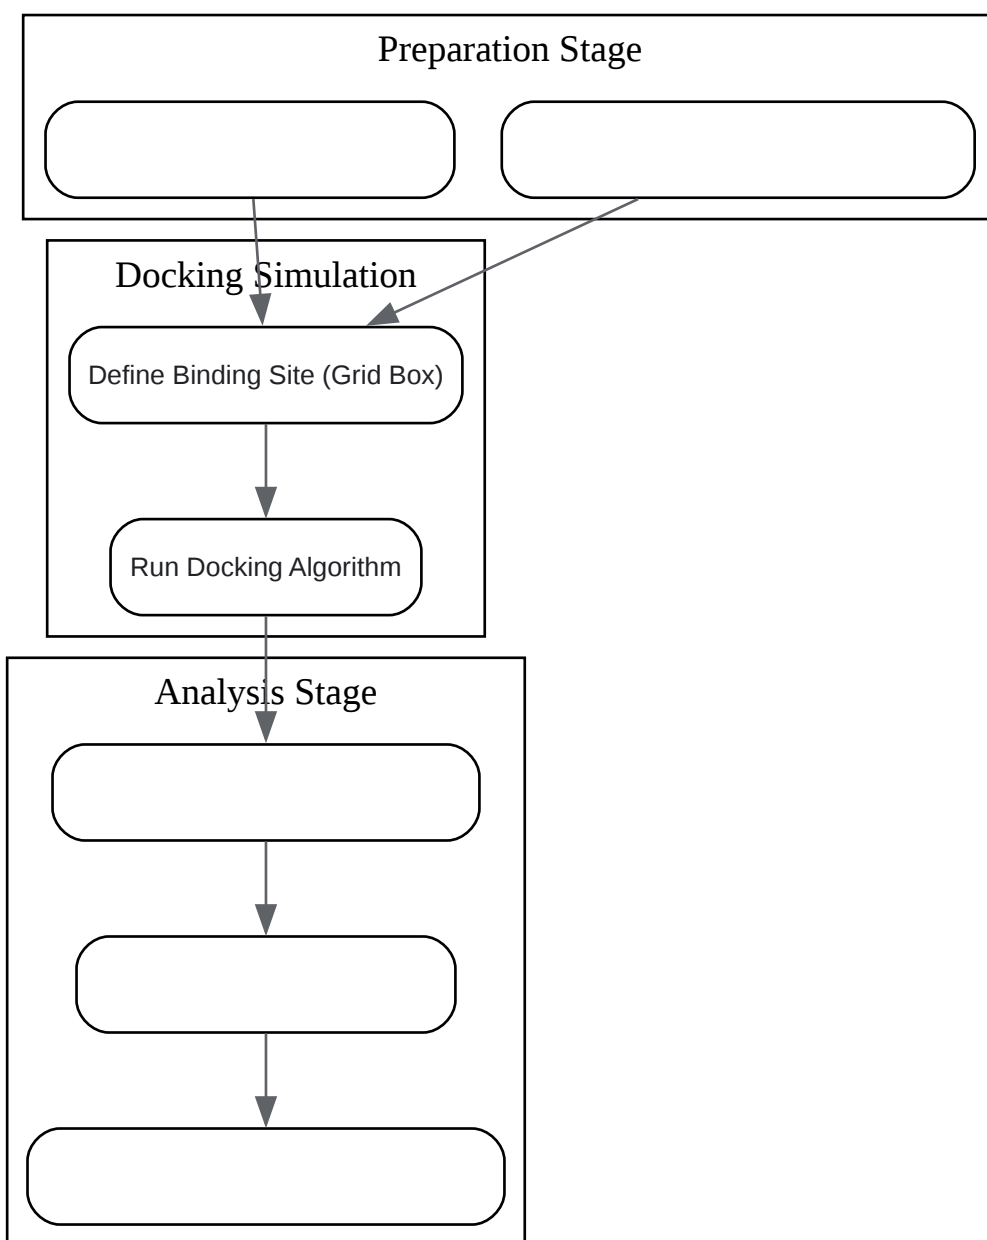 Preparation Stage
Docking Simulation
Define Binding Site (Grid Box)
Run Docking Algorithm
Analysis Stage